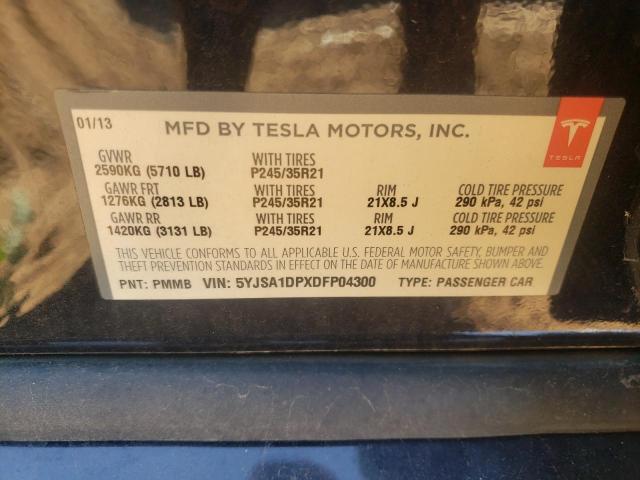 01/13
MFD BY TESLA MOTORS, INC.
TESLA
GVWR WITH TIRES
2590KG (5710 LB) P245/35R21
GAWR FRT WITH TIRES RIM COLD TIRE PRESSURE
1276KG (2813 LB) P245/35R21 21X8.5 J 290 kPa, 42 psi
GAWR RR WITH TIRES RIM COLD TIRE PRESSURE
1420KG (3131 LB) P245/35R21 21X8.5 J 290 kPa, 42 psi
THIS VEHICLE CONFORMS TO ALL APPLICABLE U.S. FEDERAL MOTOR SAFETY, BUMPER AND
THEFT PREVENTION STANDARDS IN EFFECT ON THE DATE OF MANUFACTURE SHOWN ABOVE.
PNT: PMMB VIN: 5YJSA1DPXDFP04300 TYPE: PASSENGER CAR